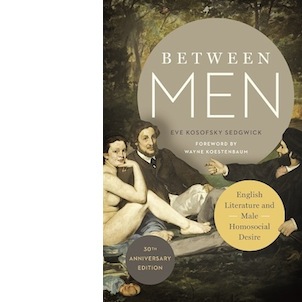 BETWEEN
MEN
EVE KOSOFSKY SEDGWICK
FOREWORD BY
WAYNE KOESTENBAUM
English
Literature and
Male
Homosocial
Desire
30TH
ANNIVERSARY
EDITION